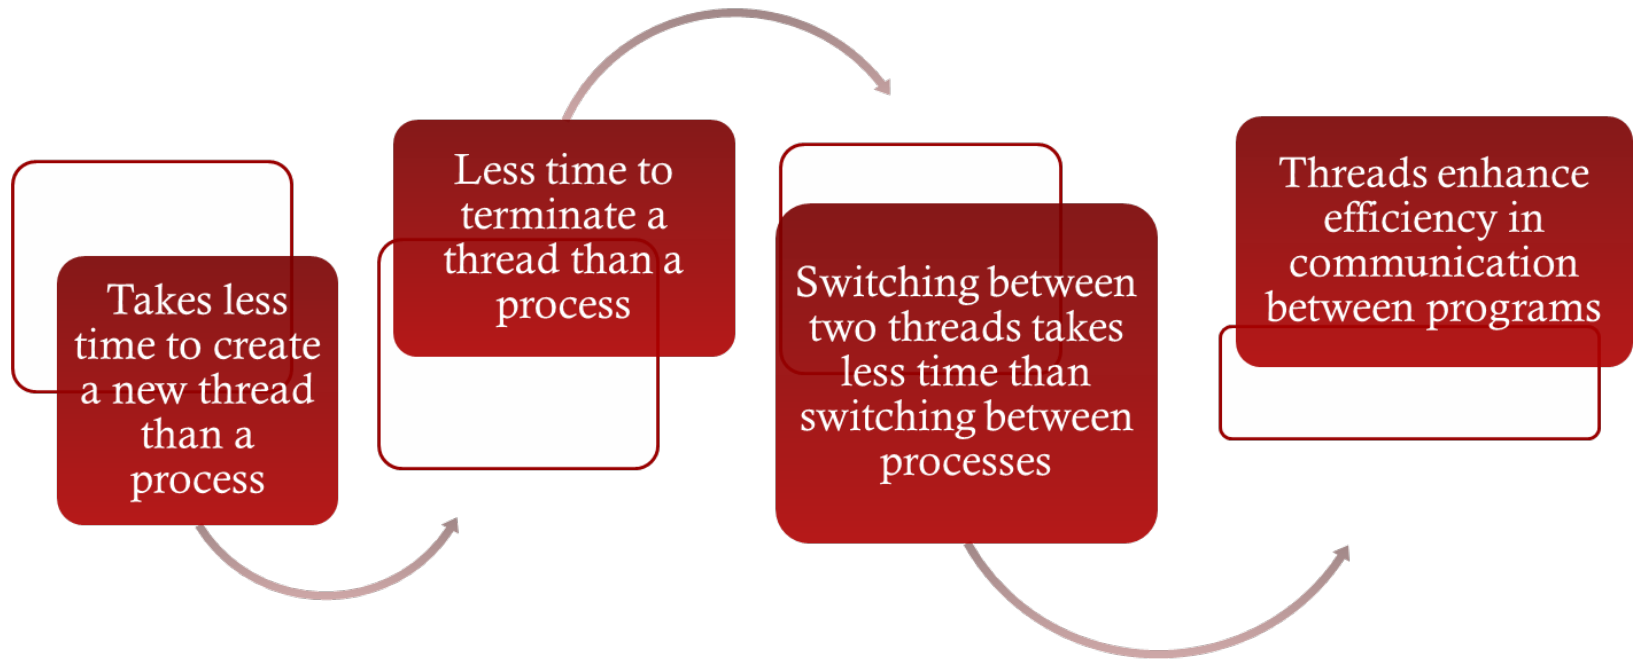 Takes less
time to create
a new thread
than a
process
Less time to
terminate a
thread than a
process
Switching between
two threads takes
less time than
switching between
processes
Threads enhance
efficiency in
communication
between programs